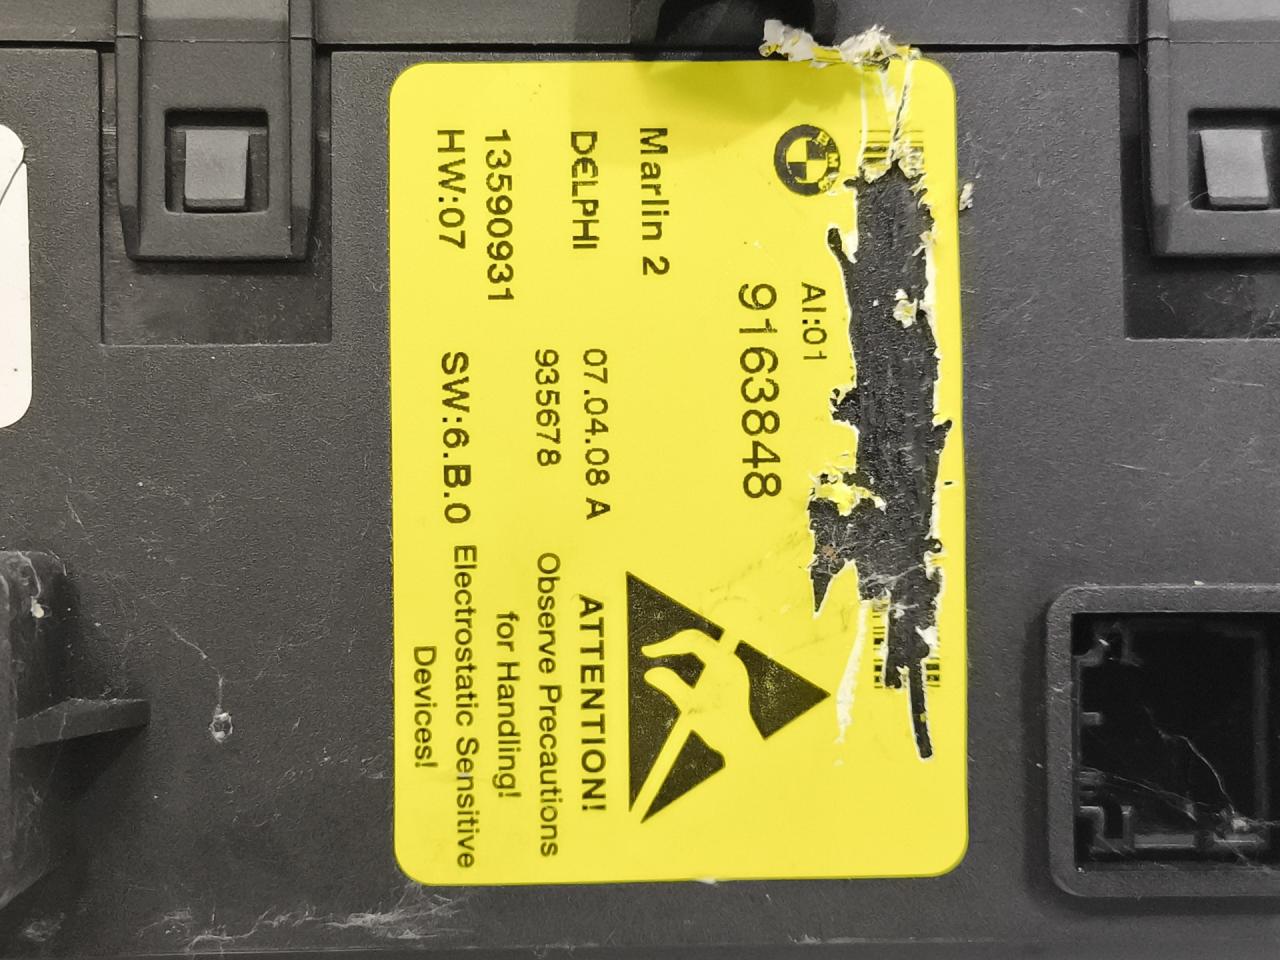 BMW
AI:01
9163848
Marlin 2
DELPHI 07.04.08 A
935678
13590931
HW:07 SW:6.B.0
ATTENTION!
Observe Precautions
for Handling!
Electrostatic Sensitive
Devices!